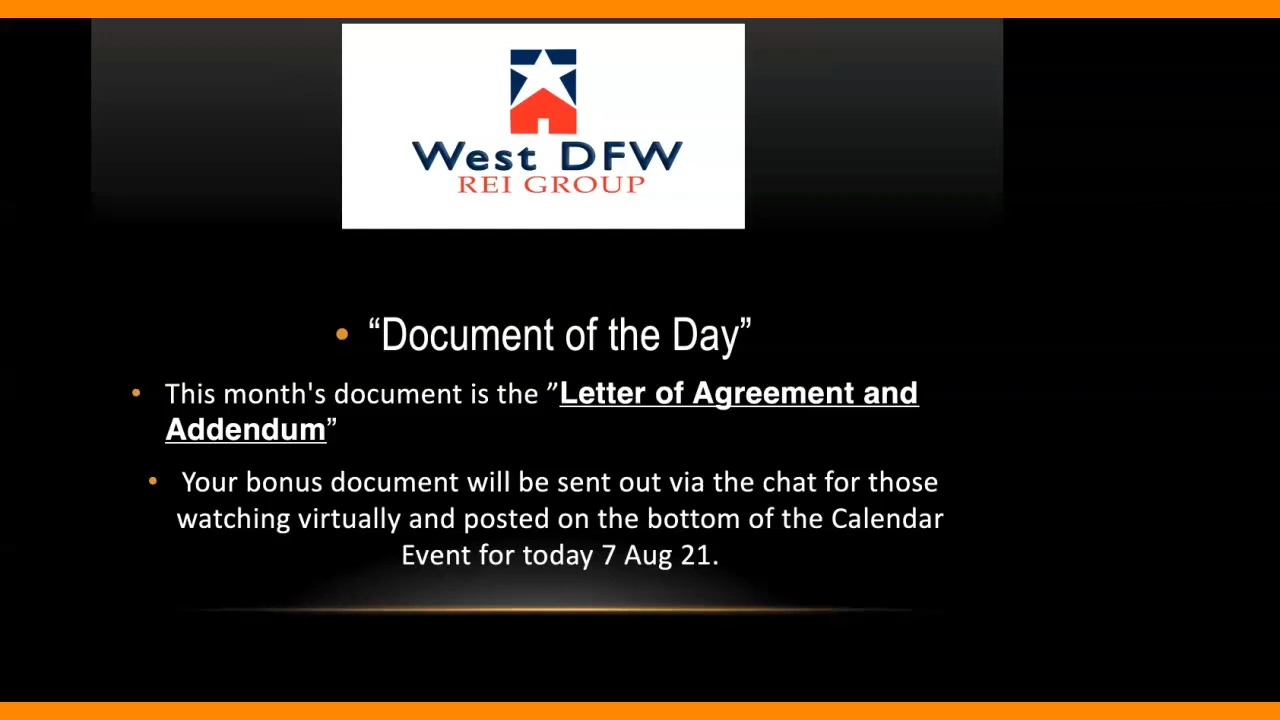 West DFW
REI GROUP
• “Document of the Day”
• This month's document is the ”Letter of Agreement and
Addendum”
• Your bonus document will be sent out via the chat for those
watching virtually and posted on the bottom of the Calendar
Event for today 7 Aug 21.